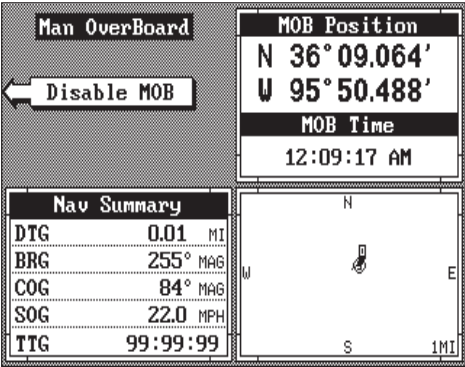 Man OverBoard
Disable MOB
MOB Position
N 36°09.064'
W 95°50.488'
MOB Time
12:09:17 AM
Nav Summary
DTG 0.01 MI
BRG 255° MAG
COG 84° MAG
SOG 22.0 MPH
TTG 99:99:99
N
W E
S 1MI